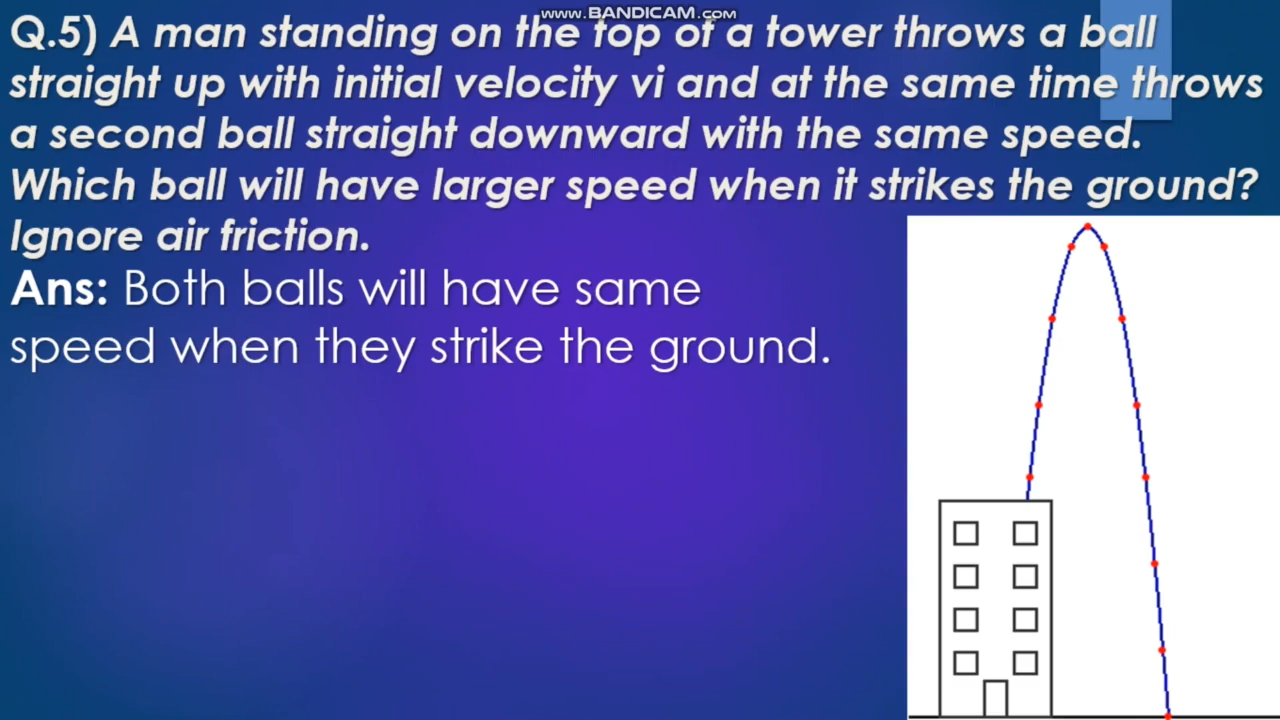 www.BANDICAM.com
Q.5) A man standing on the top of a tower throws a ball
straight up with initial velocity vi and at the same time throws
a second ball straight downward with the same speed.
Which ball will have larger speed when it strikes the ground?
Ignore air friction.
Ans: Both balls will have same
speed when they strike the ground.